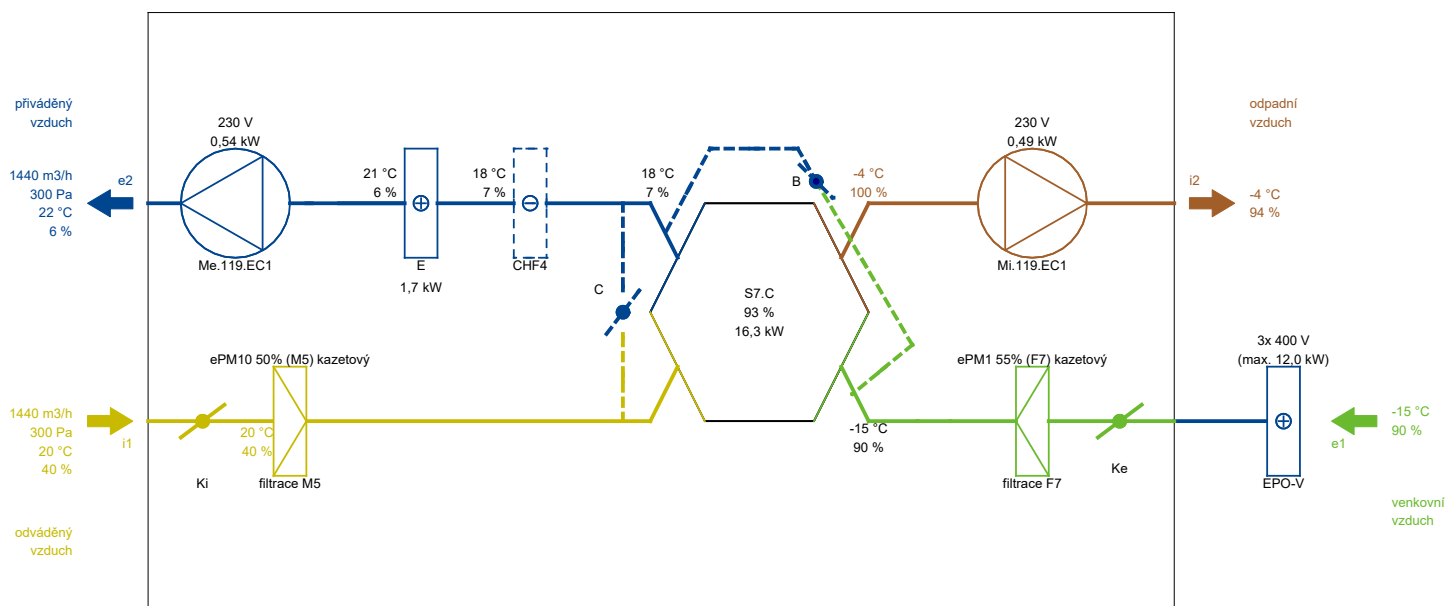 přiváděný
vzduch
1440 m3/h
300 Pa
22 °C
6 %
e2
230 V
0,54 kW
Me.119.EC1
21 °C
6 %
E
1,7 kW
18 °C
7 %
CHF4
18 °C
7 %
C
B
S7.C
93 %
16,3 kW
-4 °C
100 %
230 V
0,49 kW
Mi.119.EC1
odpadní
vzduch
i2
-4 °C
94 %
1440 m3/h
300 Pa
20 °C
40 %
i1
odváděný
vzduch
Ki
20 °C
40 %
ePM10 50% (M5) kazetový
filtrace M5
-15 °C
90 %
ePM1 55% (F7) kazetový
filtrace F7
Ke
3x 400 V
(max. 12,0 kW)
EPO-V
e1
-15 °C
90 %
venkovní
vzduch